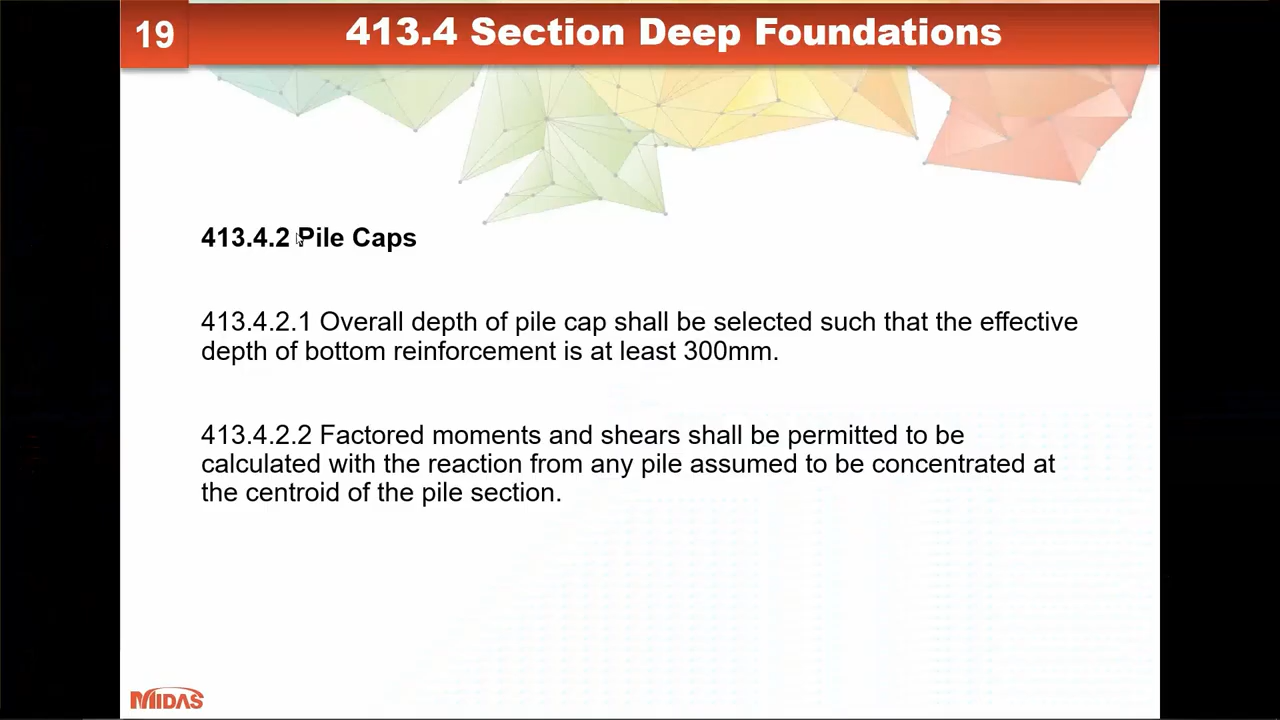 19
413.4 Section Deep Foundations
413.4.2 Pile Caps
413.4.2.1 Overall depth of pile cap shall be selected such that the effective
depth of bottom reinforcement is at least 300mm.
413.4.2.2 Factored moments and shears shall be permitted to be
calculated with the reaction from any pile assumed to be concentrated at
the centroid of the pile section.
MIDAS